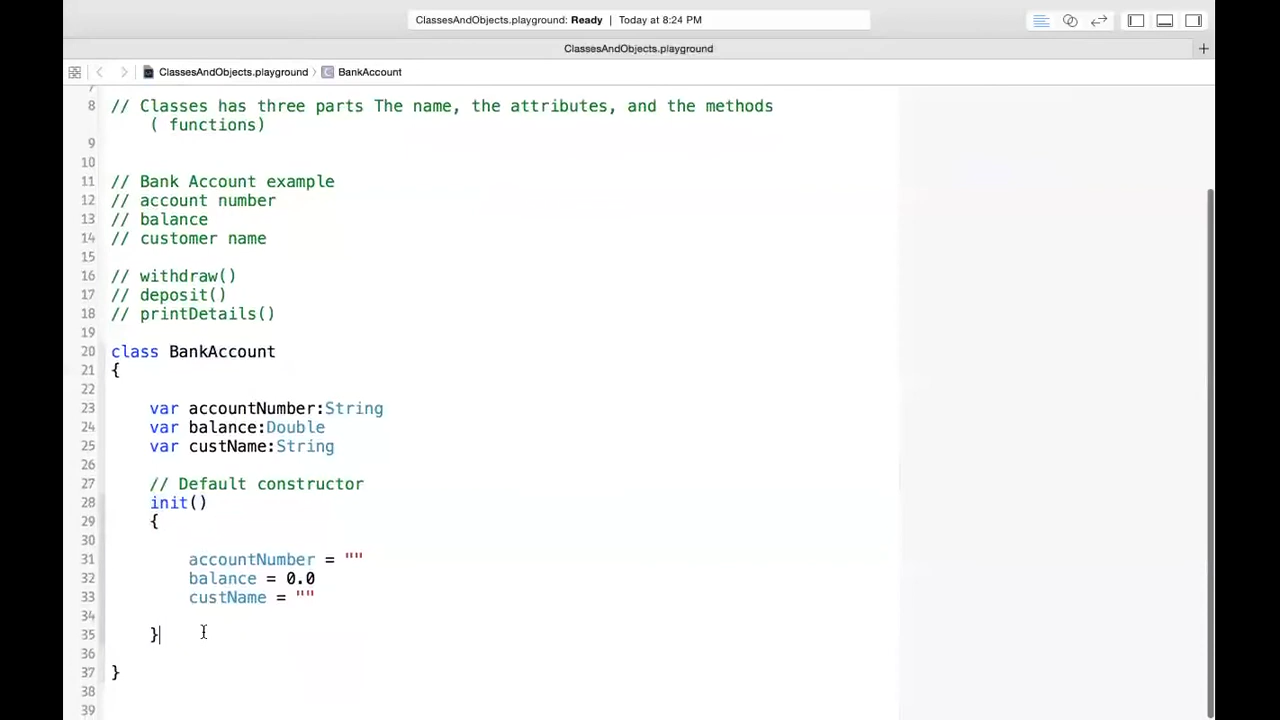 ClassesAndObjects.playground: Ready | Today at 8:24 PM
ClassesAndObjects.playground
ClassesAndObjects.playground BankAccount
7
8 // Classes has three parts The name, the attributes, and the methods
( functions)
9
10
11 // Bank Account example
12 // account number
13 // balance
14 // customer name
15
16 // withdraw()
17 // deposit()
18 // printDetails()
19
20 class BankAccount
21 {
22
23 var accountNumber:String
24 var balance:Double
25 var custName:String
26
27 // Default constructor
28 init()
29 {
30
31 accountNumber = ""
32 balance = 0.0
33 custName = ""
34
35 }
36
37 }
38
39